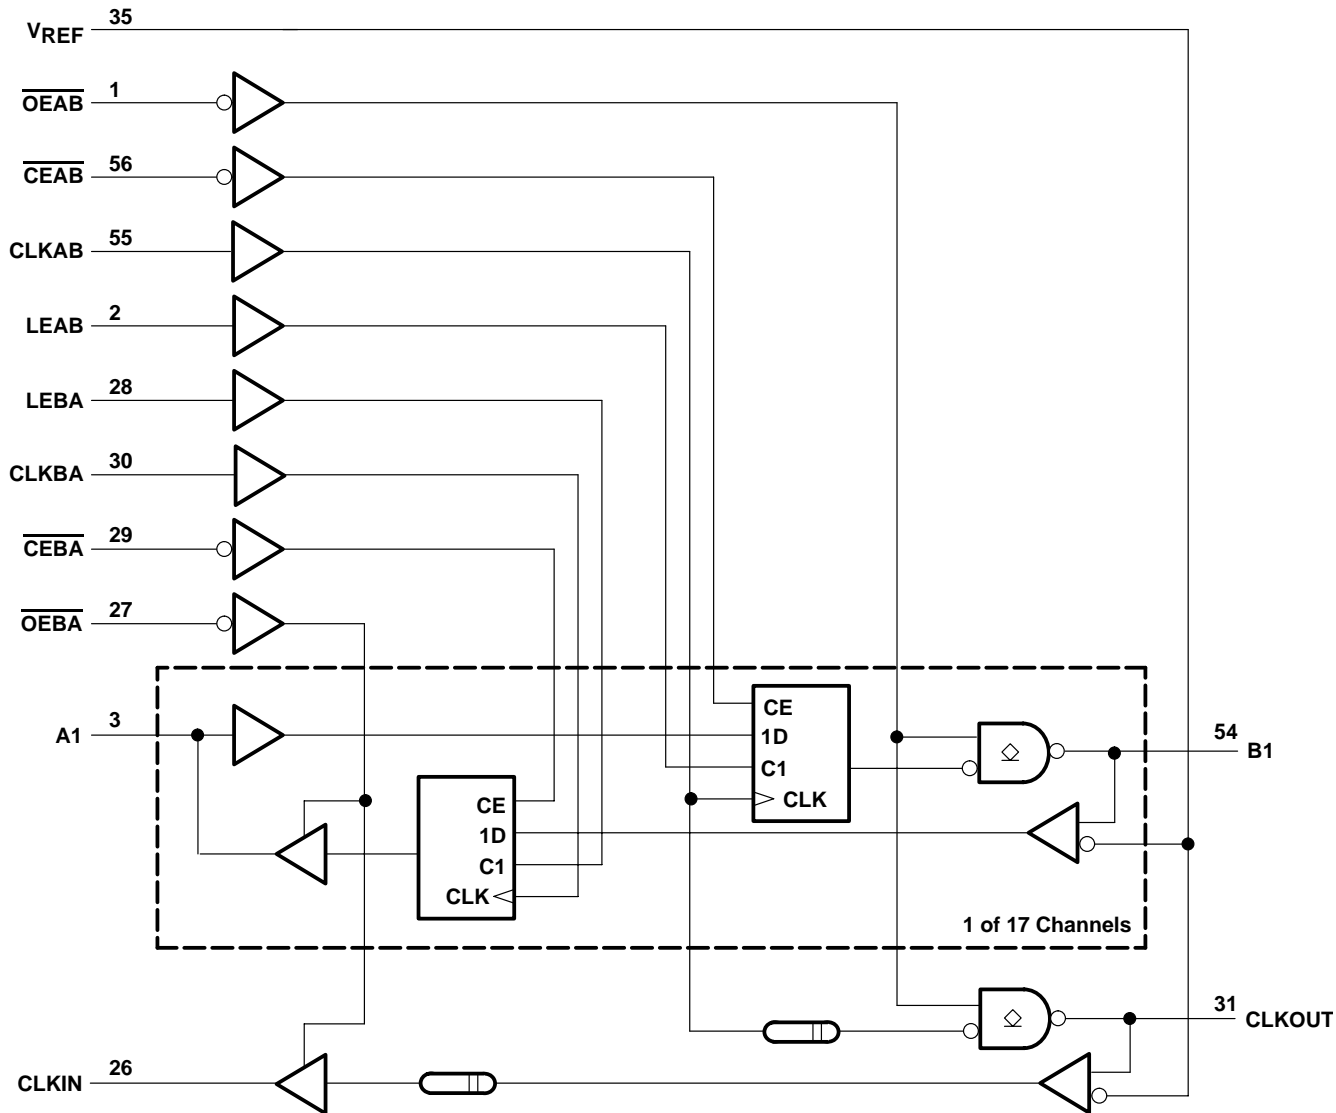 VREF 35
OEAB 1
CEAB 56
CLKAB 55
LEAB 2
LEBA 28
CLKBA 30
CEBA 29
OEBA 27
A1 3
CE
1D
C1
CLK
54 B1
CE
1D
C1
CLK
1 of 17 Channels
31 CLKOUT
CLKIN 26